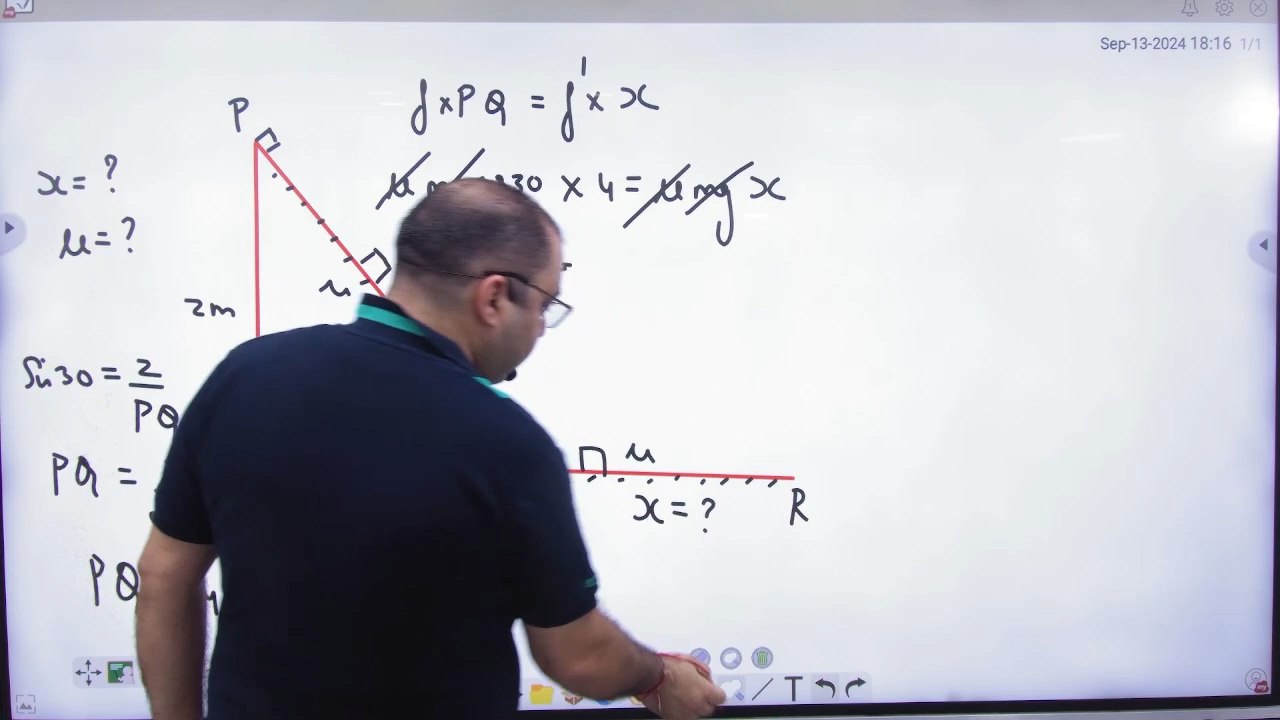 Sep-13-2024 18:16 1/1
P
f × PQ = f' × x
x = ?
μ = ?
30 × 4 = μ mg x
μ
2m
Sin30 = 2
PQ
μ
PQ =
x = ?
R
PQ
T